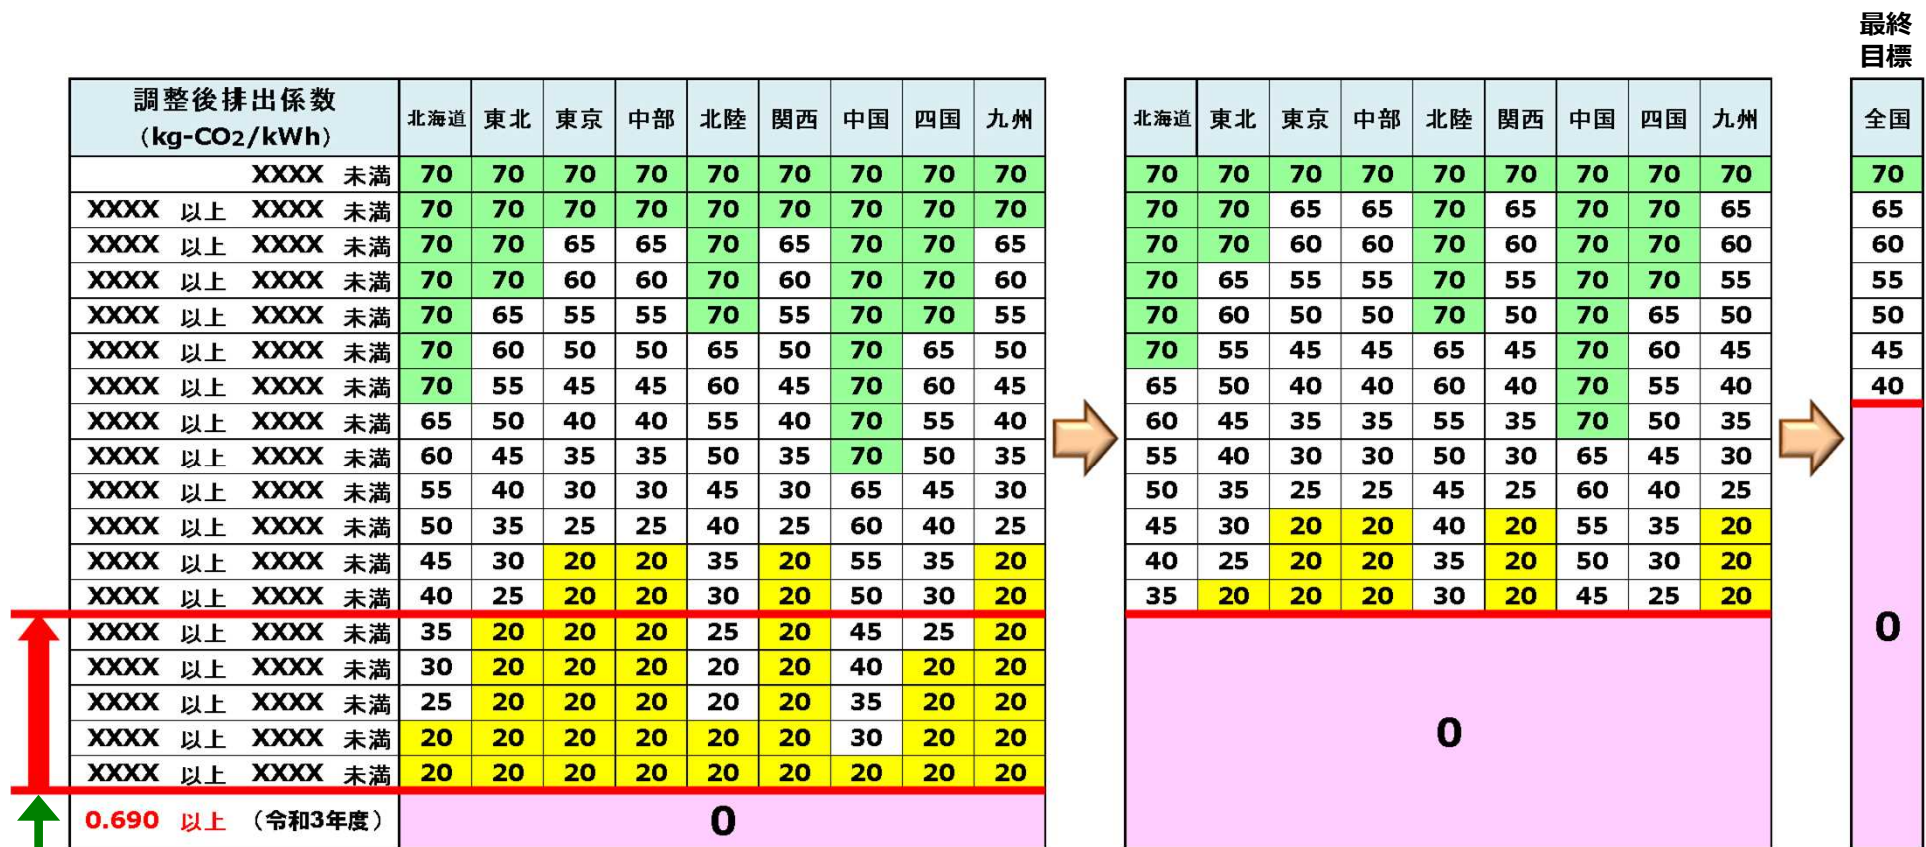 最終
目標
調整後排出係数
(kg-CO2/kWh)
北海道 東北 東京 中部 北陸 関西 中国 四国 九州
北海道 東北 東京 中部 北陸 関西 中国 四国 九州
全国
XXXX 未満 70 70 70 70 70 70 70 70 70 70 70 70 70 70 70 70 70 70 70
XXXX 以上 XXXX 未満 70 70 70 70 70 70 70 70 70 70 70 65 65 70 65 70 70 65 65
XXXX 以上 XXXX 未満 70 70 65 65 70 65 70 70 65 70 70 60 60 70 60 70 70 60 60
XXXX 以上 XXXX 未満 70 70 60 60 70 60 70 70 60 70 65 55 55 70 55 70 70 55 55
XXXX 以上 XXXX 未満 70 65 55 55 70 55 70 70 55 70 60 50 50 70 50 70 65 50 50
XXXX 以上 XXXX 未満 70 60 50 50 65 50 70 65 50 70 55 45 45 65 45 70 60 45 45
XXXX 以上 XXXX 未満 70 55 45 45 60 45 70 60 45 65 50 40 40 60 40 70 55 40 40
XXXX 以上 XXXX 未満 65 50 40 40 55 40 70 55 40 60 45 35 35 55 35 70 50 35
XXXX 以上 XXXX 未満 60 45 35 35 50 35 70 50 35 55 40 30 30 50 30 65 45 30
XXXX 以上 XXXX 未満 55 40 30 30 45 30 65 45 30 50 35 25 25 45 25 60 40 25
XXXX 以上 XXXX 未満 50 35 25 25 40 25 60 40 25 45 30 20 20 40 20 55 35 20
XXXX 以上 XXXX 未満 45 30 20 20 35 20 55 35 20 40 25 20 20 35 20 50 30 20
XXXX 以上 XXXX 未満 40 25 20 20 30 20 50 30 20 35 20 20 20 30 20 45 25 20
XXXX 以上 XXXX 未満 35 20 20 20 25 20 45 25 20 0
XXXX 以上 XXXX 未満 30 20 20 20 20 20 40 20 20
XXXX 以上 XXXX 未満 25 20 20 20 20 20 35 20 20
XXXX 以上 XXXX 未満 20 20 20 20 20 20 30 20 20 0
XXXX 以上 XXXX 未満 20 20 20 20 20 20 20 20 20
0.690 以上 (令和3年度) 0